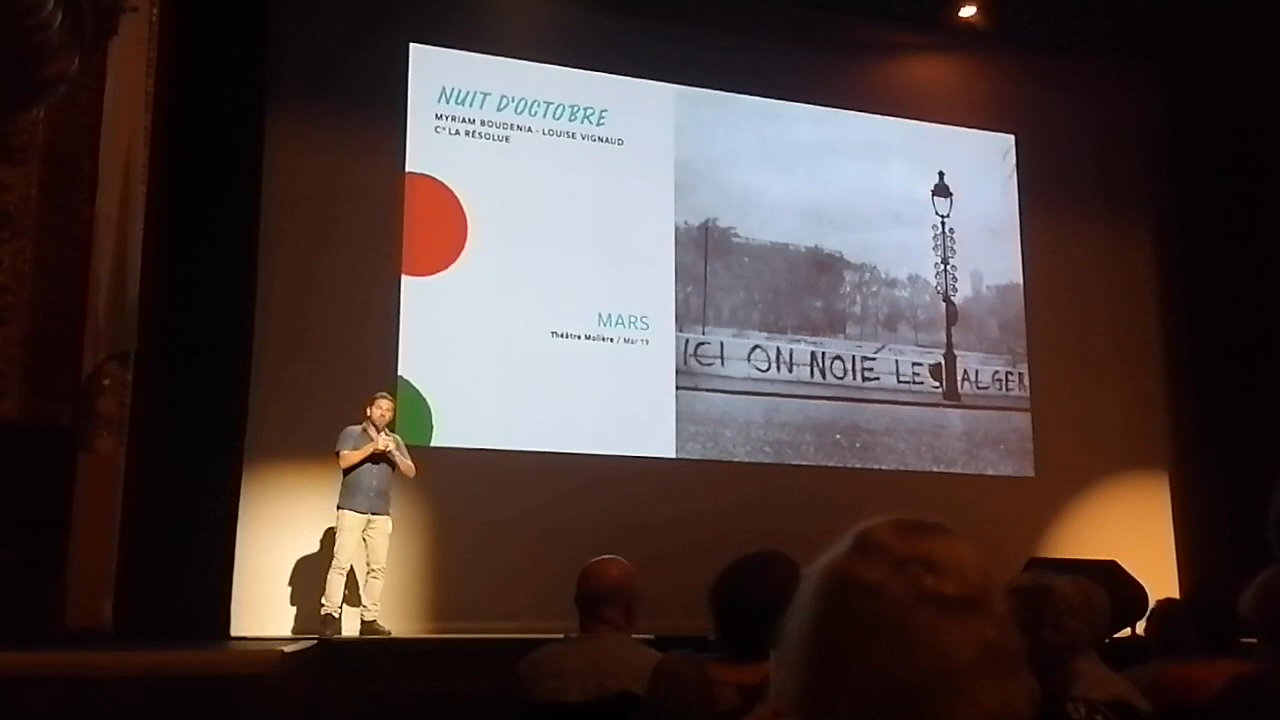 NUIT D'OCTOBRE
MYRIAM BOUDENIA - LOUISE VIGNAUD
Cie LA RÉSOLUE
MARS
Théâtre Molière / Mar 19
ICI ON NOIE LES ALGER